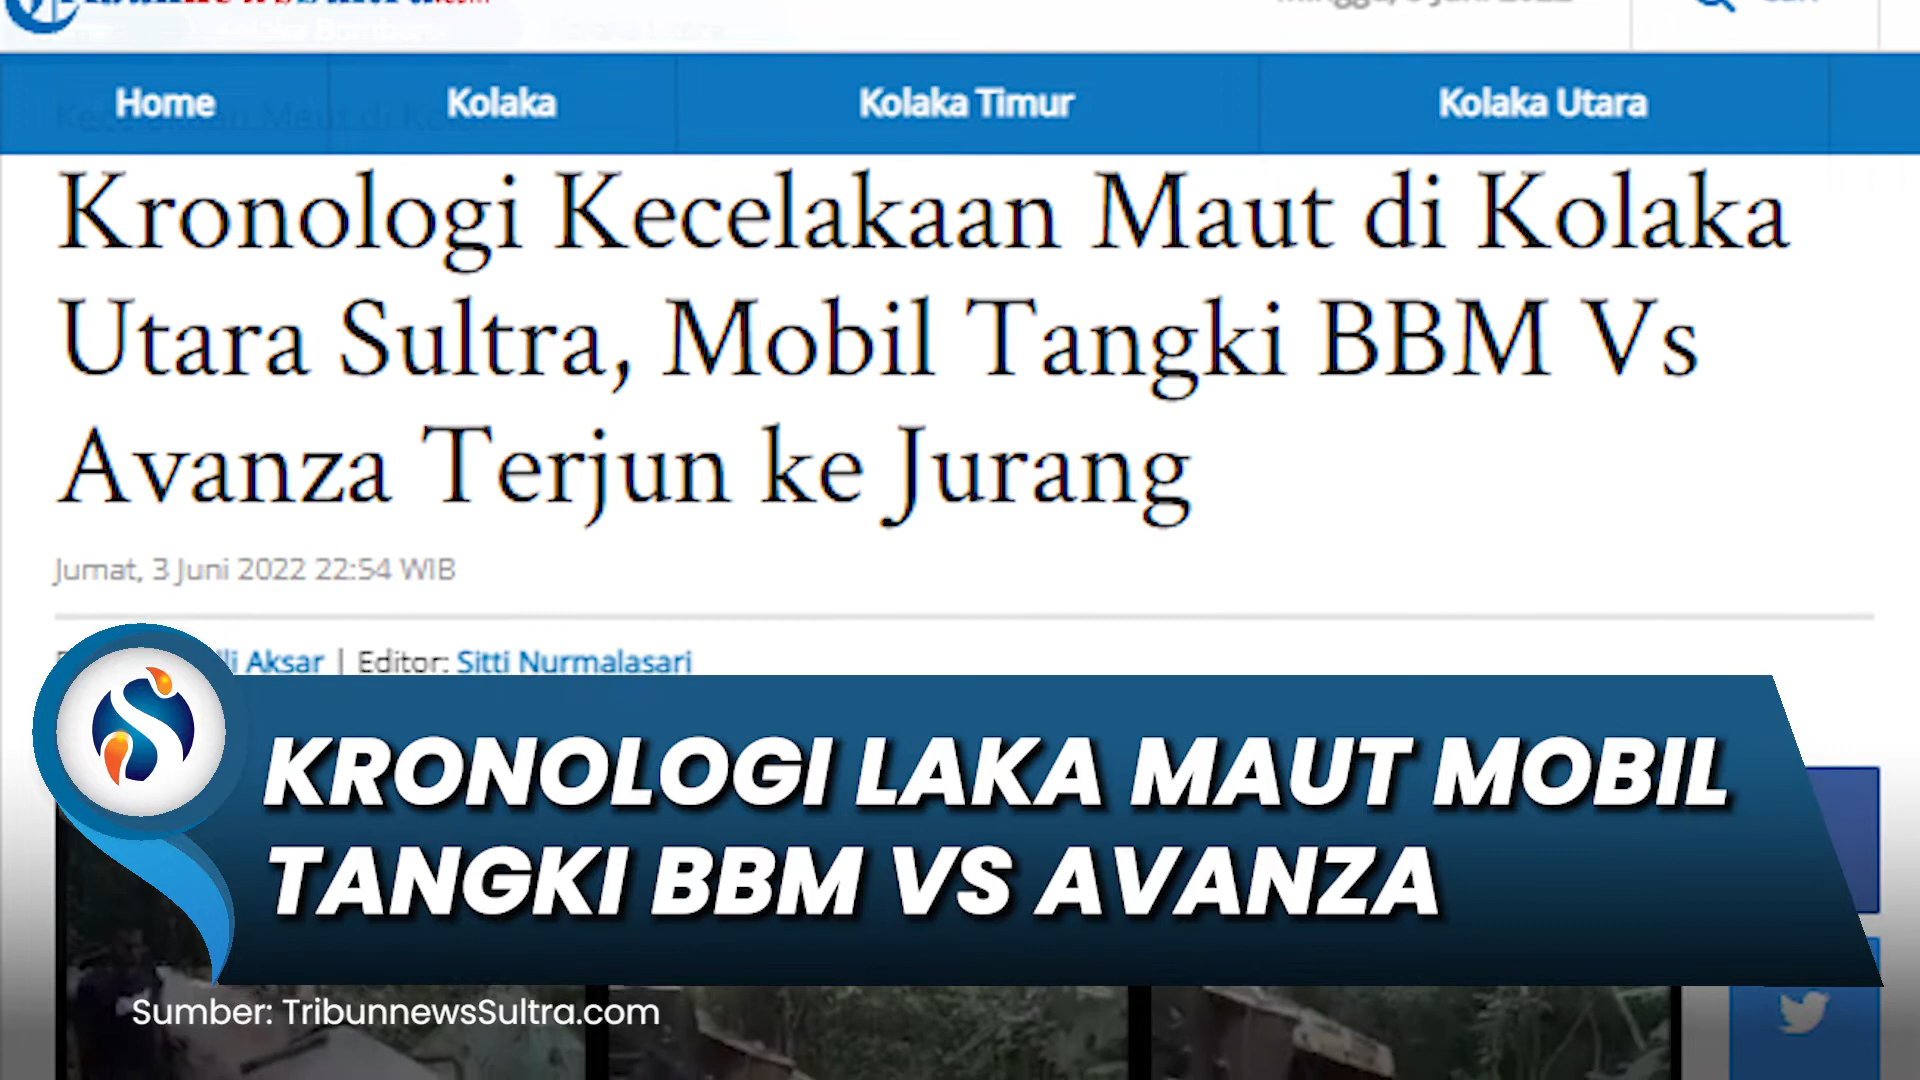 Home
Kolaka
Kolaka Timur
Kolaka Utara
Kronologi Kecelakaan Maut di Kolaka
Utara Sultra, Mobil Tangki BBM Vs
Avanza Terjun ke Jurang
Jumat, 3 Juni 2022 22:54 WIB
Aksar | Editor: Sitti Nurmalasari
KRONOLOGI LAKA MAUT MOBIL
TANGKI BBM VS AVANZA
Sumber: TribunnewsSultra.com